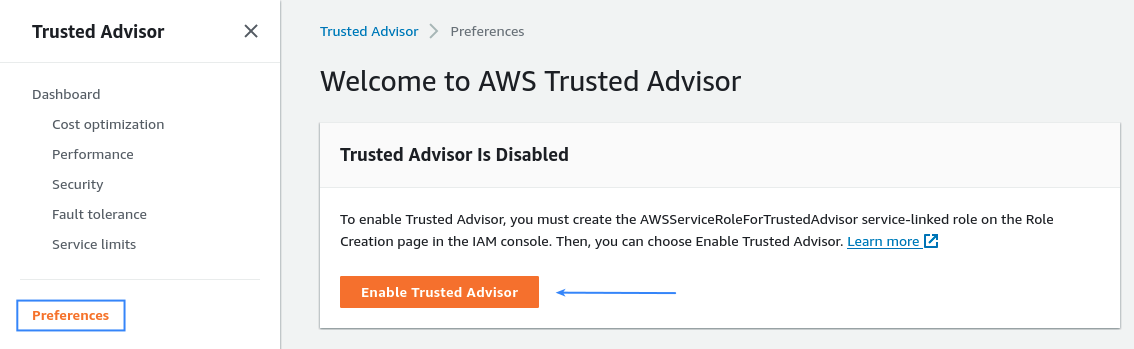 Trusted Advisor
Dashboard
Cost optimization
Performance
Security
Fault tolerance
Service limits
Preferences
Trusted Advisor
Preferences
Welcome to AWS Trusted Advisor
Trusted Advisor Is Disabled
To enable Trusted Advisor, you must create the AWSServiceRoleForTrustedAdvisor service-linked role on the Role
Creation page in the IAM console. Then, you can choose Enable Trusted Advisor. Learn more
Enable Trusted Advisor